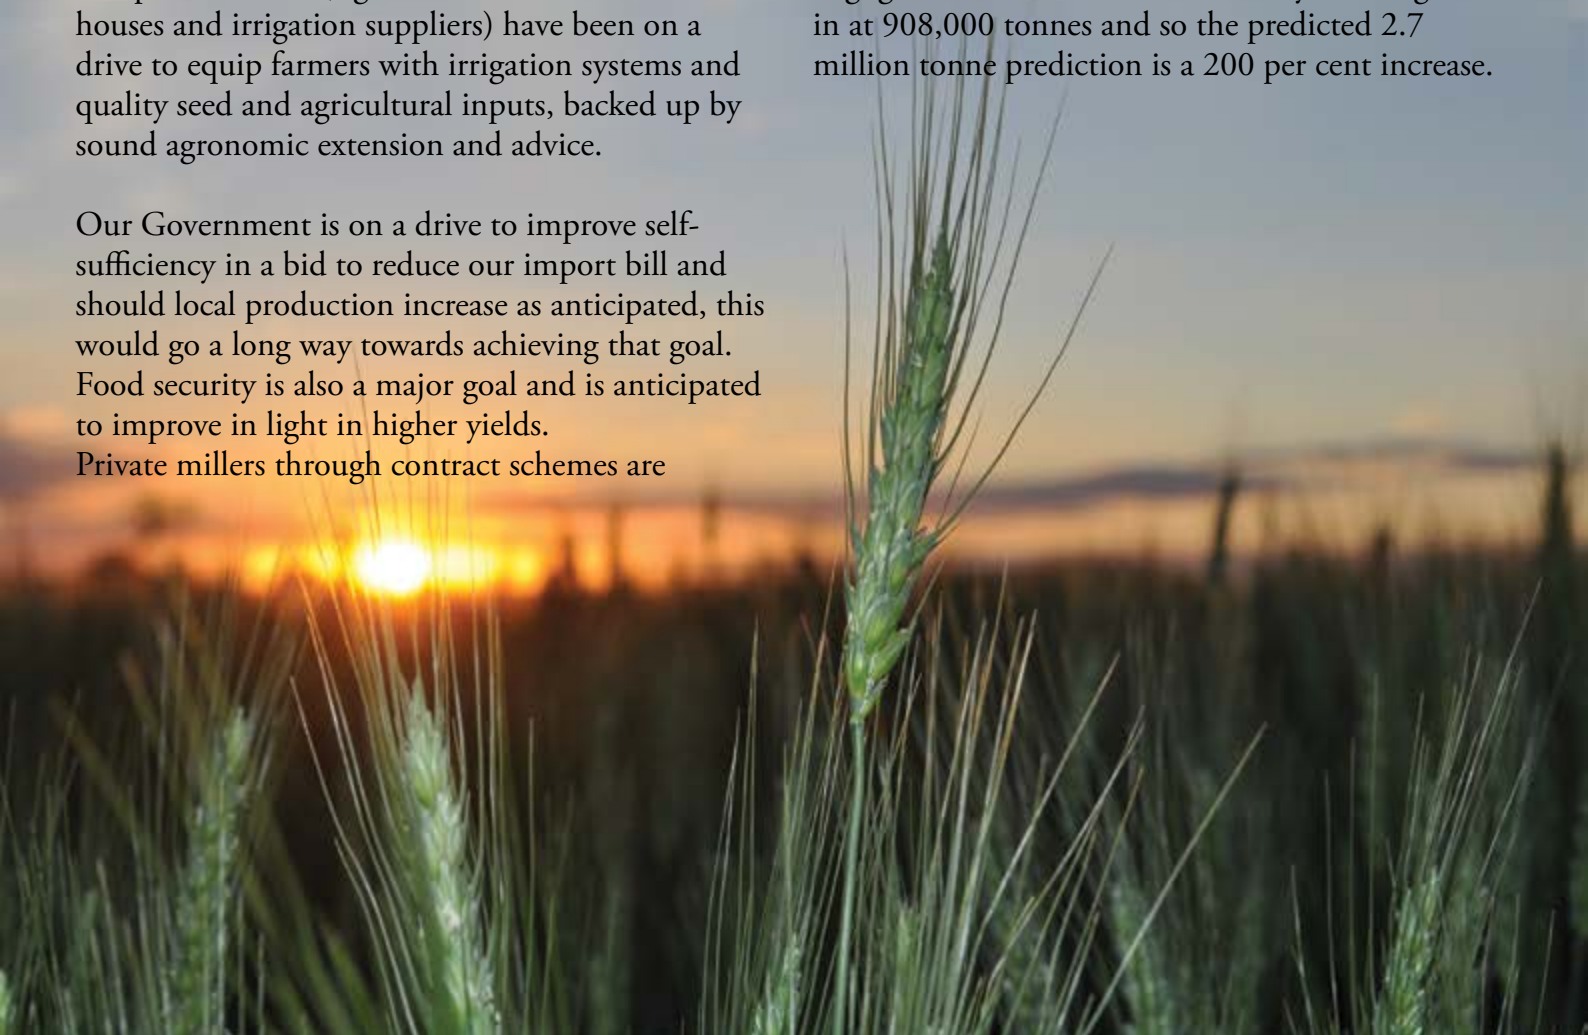 houses and irrigation suppliers) have been on a
drive to equip farmers with irrigation systems and
quality seed and agricultural inputs, backed up by
sound agronomic extension and advice.
Our Government is on a drive to improve self-
sufficiency in a bid to reduce our import bill and
should local production increase as anticipated, this
would go a long way towards achieving that goal.
Food security is also a major goal and is anticipated
to improve in light in higher yields.
Private millers through contract schemes are
in at 908,000 tonnes and so the predicted 2.7
million tonne prediction is a 200 per cent increase.